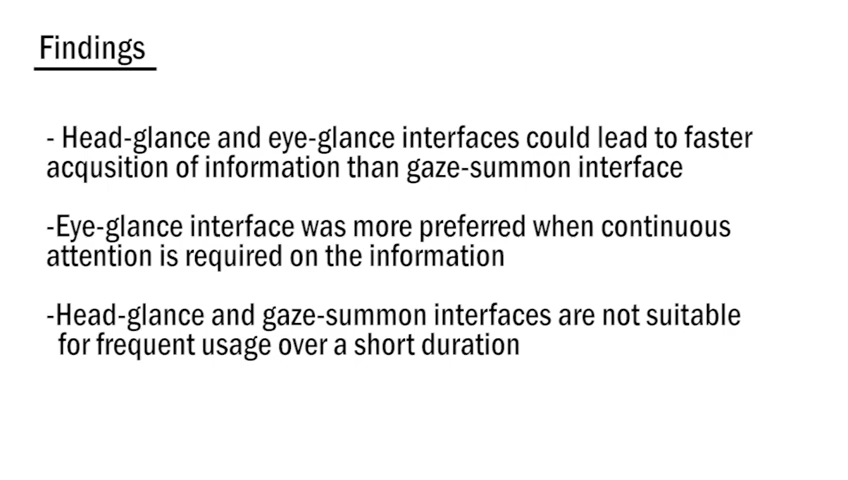 Findings
- Head-glance and eye-glance interfaces could lead to faster
acqusition of information than gaze-summon interface
-Eye-glance interface was more preferred when continuous
attention is required on the information
-Head-glance and gaze-summon interfaces are not suitable
for frequent usage over a short duration